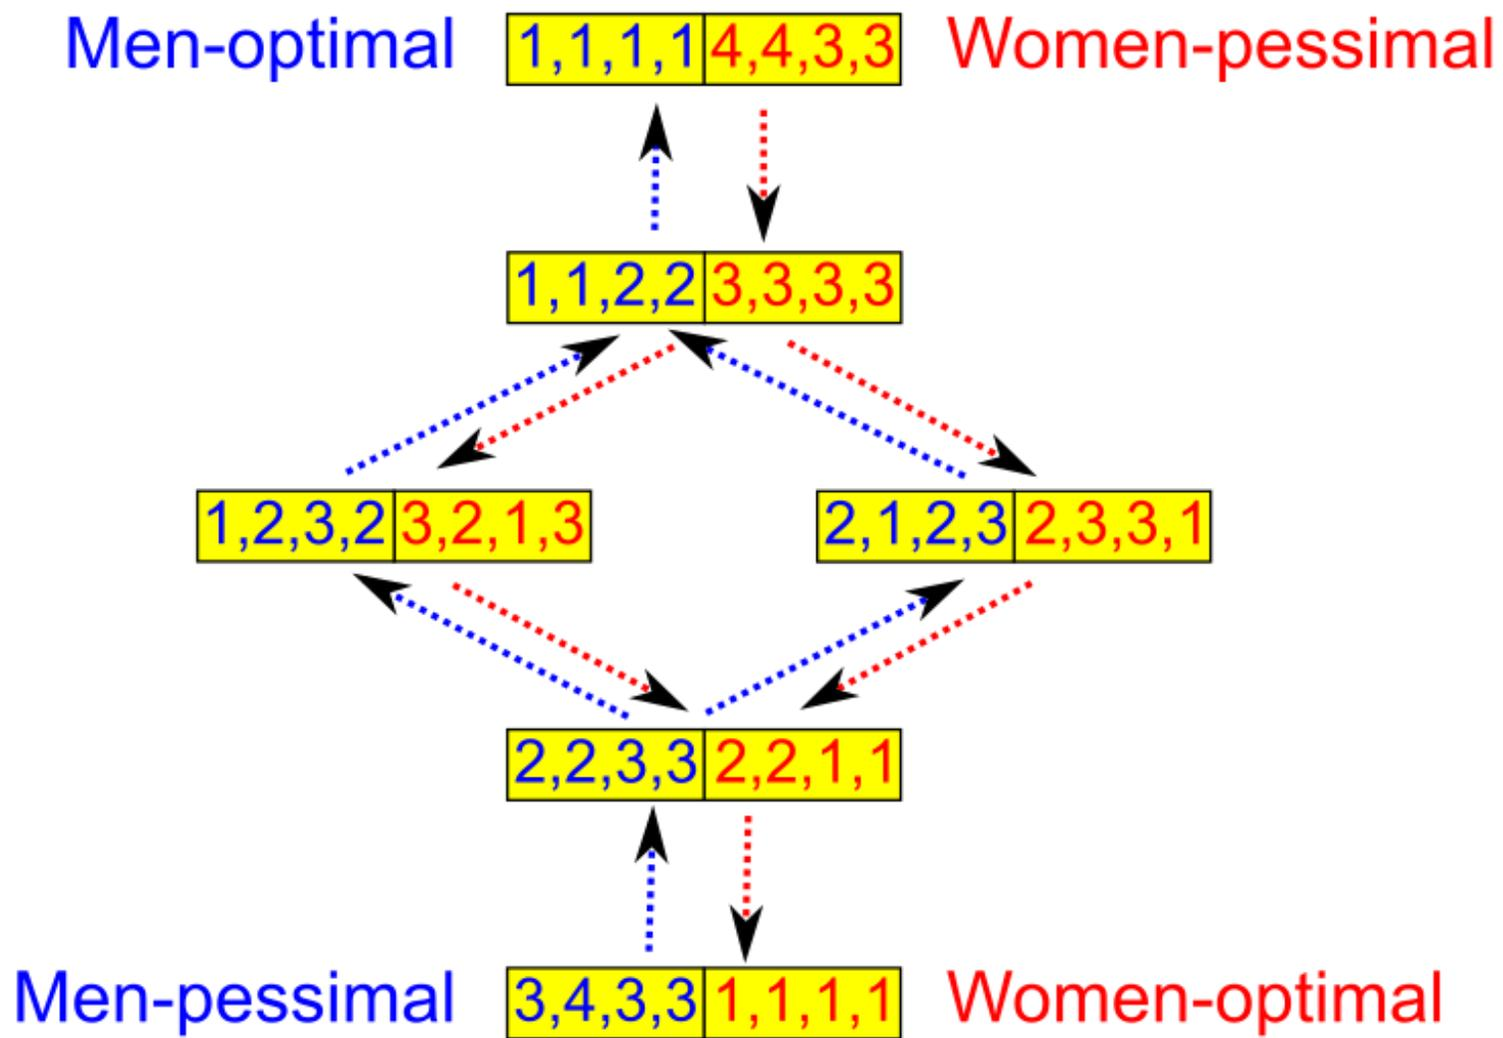 Men-optimal 1,1,1,1 4,4,3,3 Women-pessimal
1,1,2,2 3,3,3,3
1,2,3,2 3,2,1,3 2,1,2,3 2,3,3,1
2,2,3,3 2,2,1,1
Men-pessimal 3,4,3,3 1,1,1,1 Women-optimal